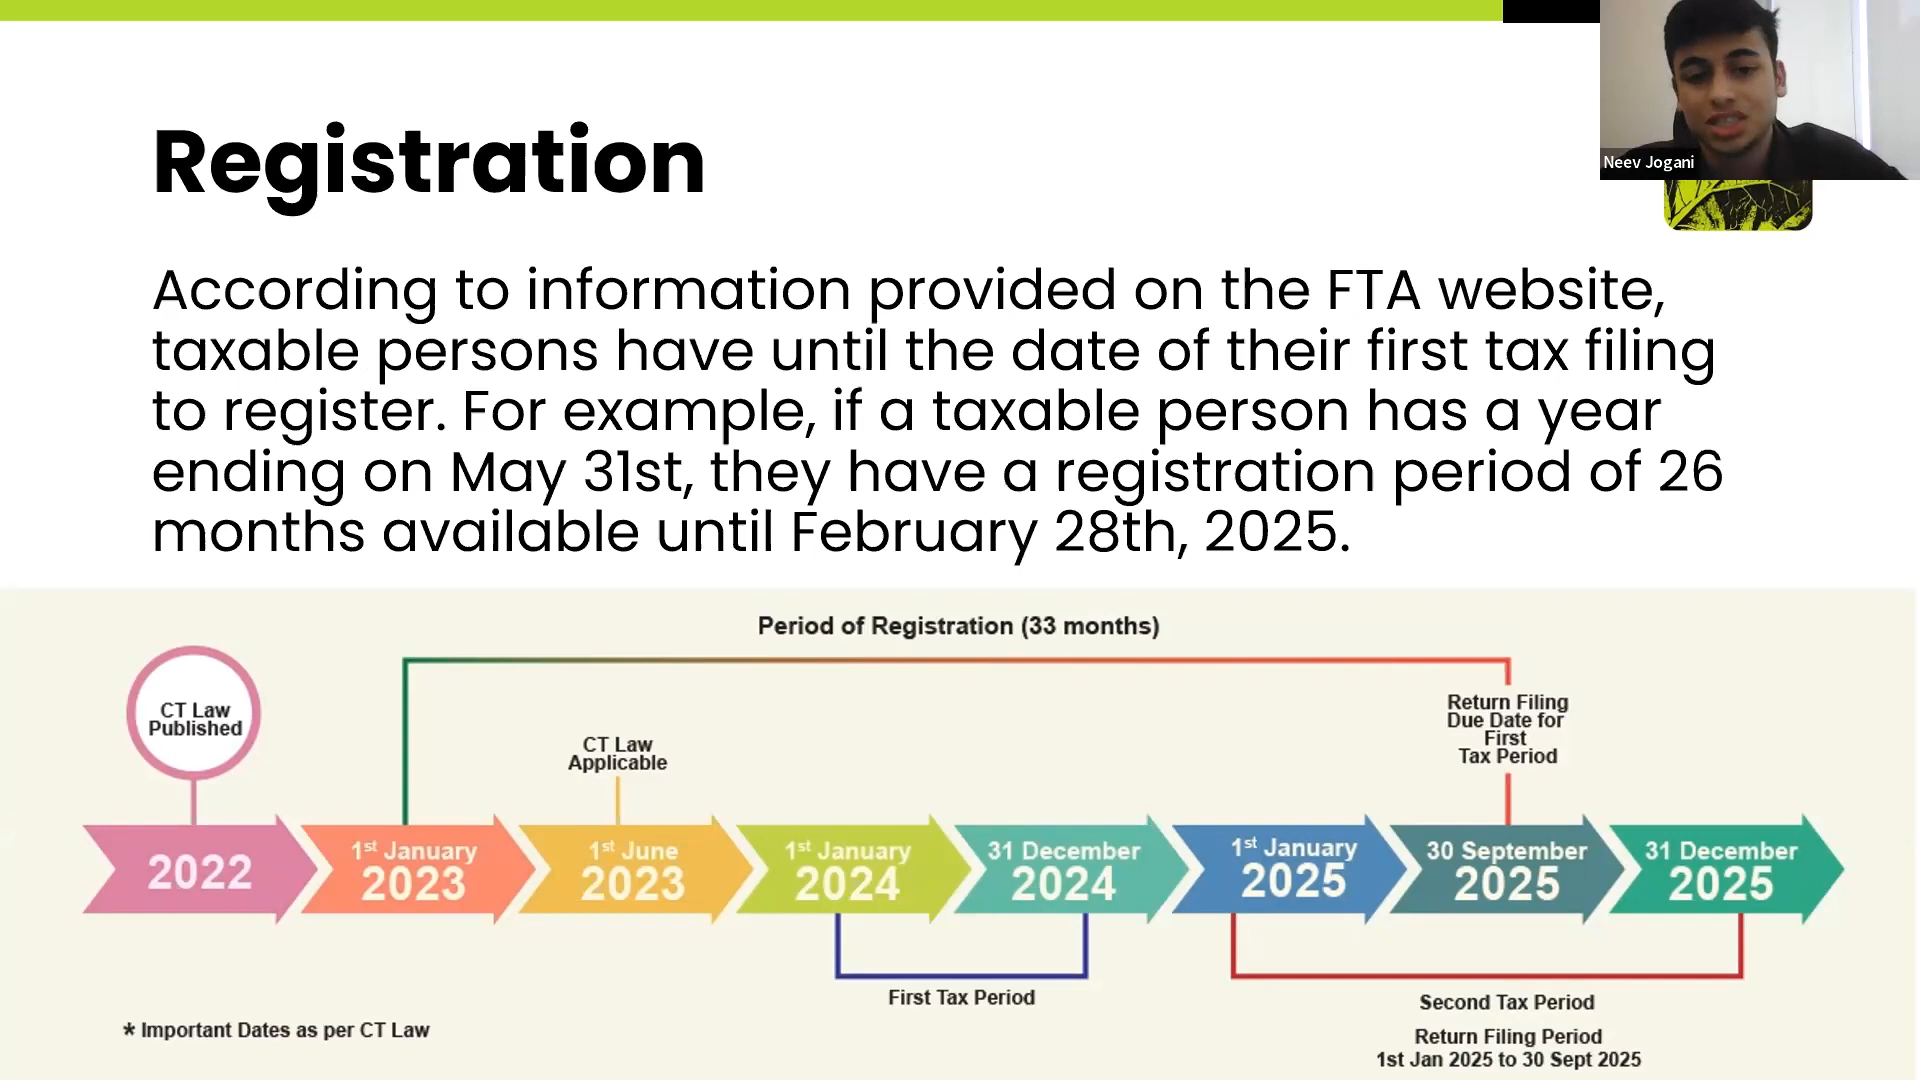 Neev Jogani
Registration
According to information provided on the FTA website,
taxable persons have until the date of their first tax filing
to register. For example, if a taxable person has a year
ending on May 31st, they have a registration period of 26
months available until February 28th, 2025.
Period of Registration (33 months)
CT Law
Published
CT Law
Applicable
Return Filing
Due Date for
First
Tax Period
2022
1st January
2023
1st June
2023
1st January
2024
31 December
2024
1st January
2025
30 September
2025
31 December
2025
First Tax Period
Second Tax Period
Return Filing Period
1st Jan 2025 to 30 Sept 2025
* Important Dates as per CT Law